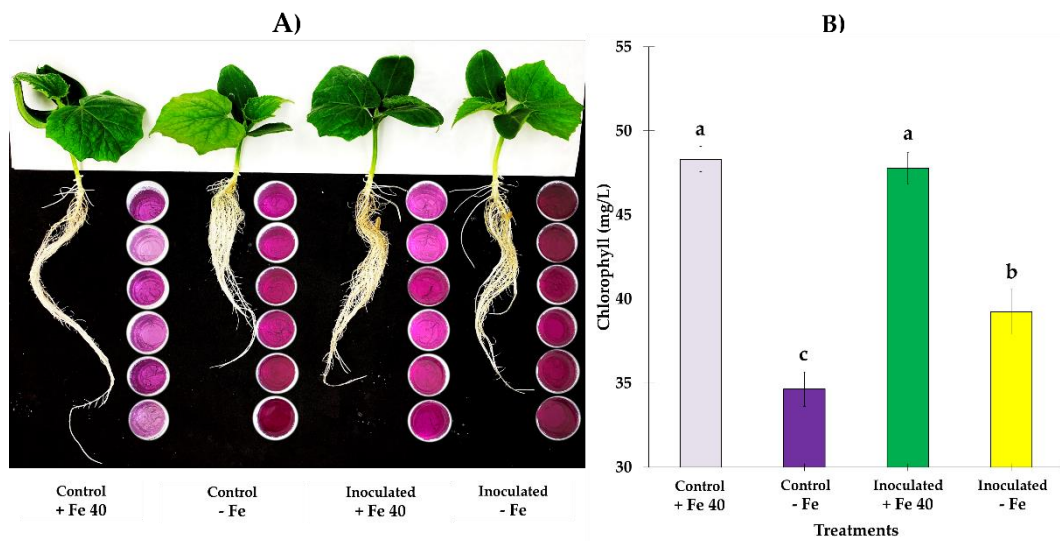 A)
Control
+ Fe 40
Control
- Fe
Inoculated
+ Fe 40
Inoculated
- Fe
B)
Chlorophyll (mg/L)
55
50
45
40
35
30
a
c
a
b
Control
+ Fe 40
Control
- Fe
Inoculated
+ Fe 40
Inoculated
- Fe
Treatments